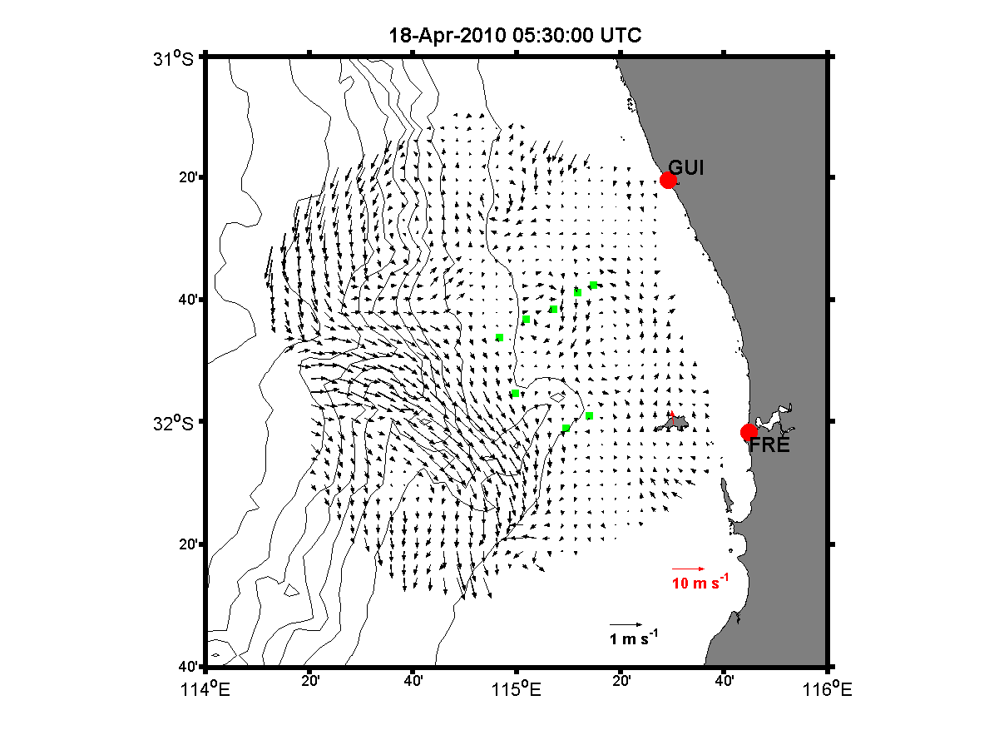 18-Apr-2010 05:30:00 UTC
31°S
GUI
20'
40'
32°S
FRE
20'
10 m s⁻¹
1 m s⁻¹
40'
20' 40' 20' 40'
114°E 115°E 116°E